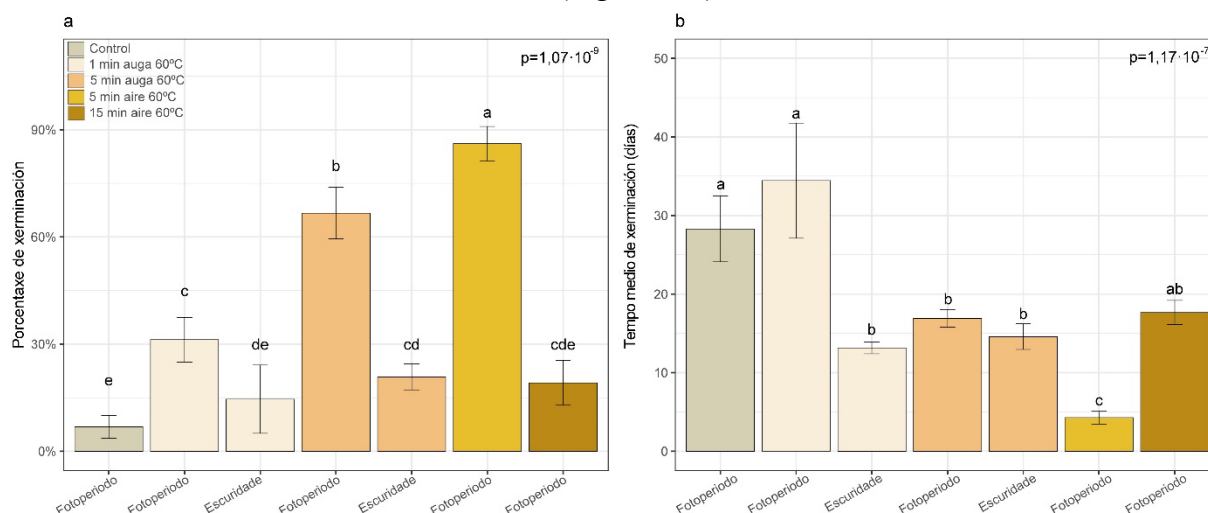 a
Control
1 min auga 60ºC
5 min auga 60ºC
5 min aire 60ºC
15 min aire 60ºC
p=1,07·10⁻⁹
Porcentaxe de xerminación
90%
60%
30%
0%
e
c
de
b
cd
a
cde
Fotoperiodo
Fotoperiodo
Escuridade
Fotoperiodo
Escuridade
Fotoperiodo
Fotoperiodo
b
p=1,17·10⁻⁷
Tempo medio de xerminación (días)
50
40
30
20
10
0
a
a
b
b
b
c
ab
Fotoperiodo
Fotoperiodo
Escuridade
Fotoperiodo
Escuridade
Fotoperiodo
Fotoperiodo